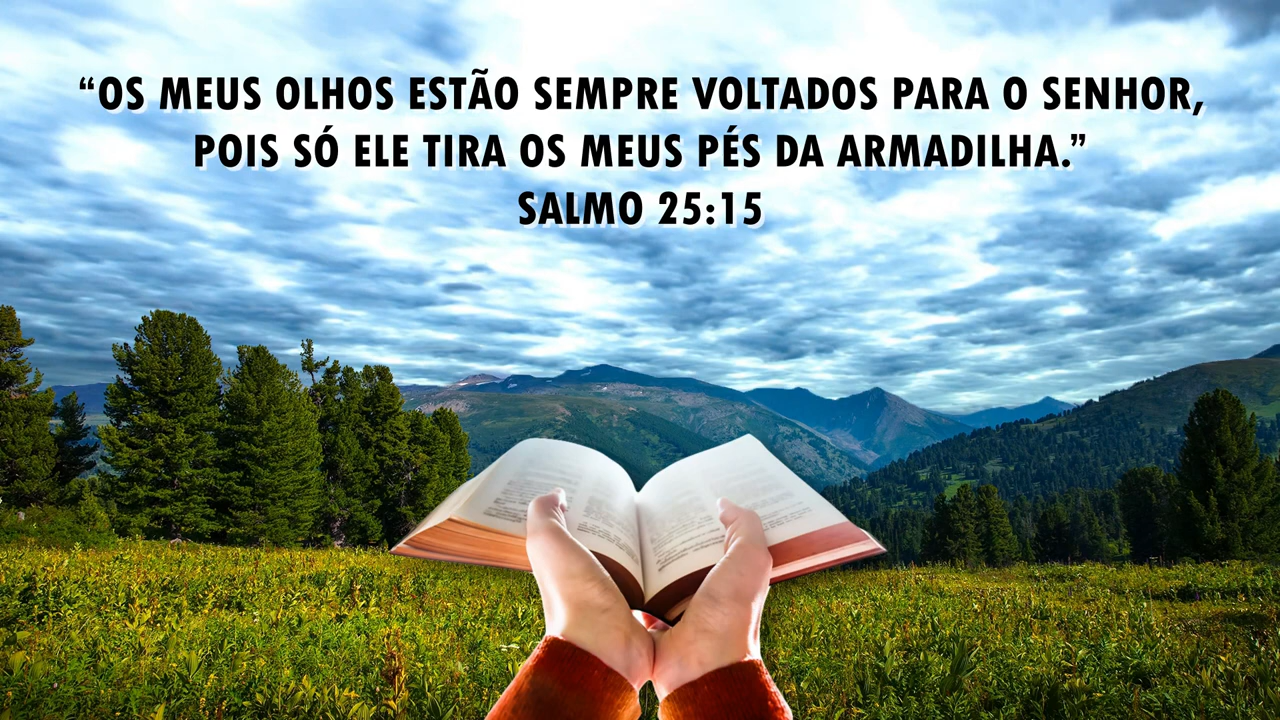 “OS MEUS OLHOS ESTÃO SEMPRE VOLTADOS PARA O SENHOR,
POIS SÓ ELE TIRA OS MEUS PÉS DA ARMADILHA.”
SALMO 25:15